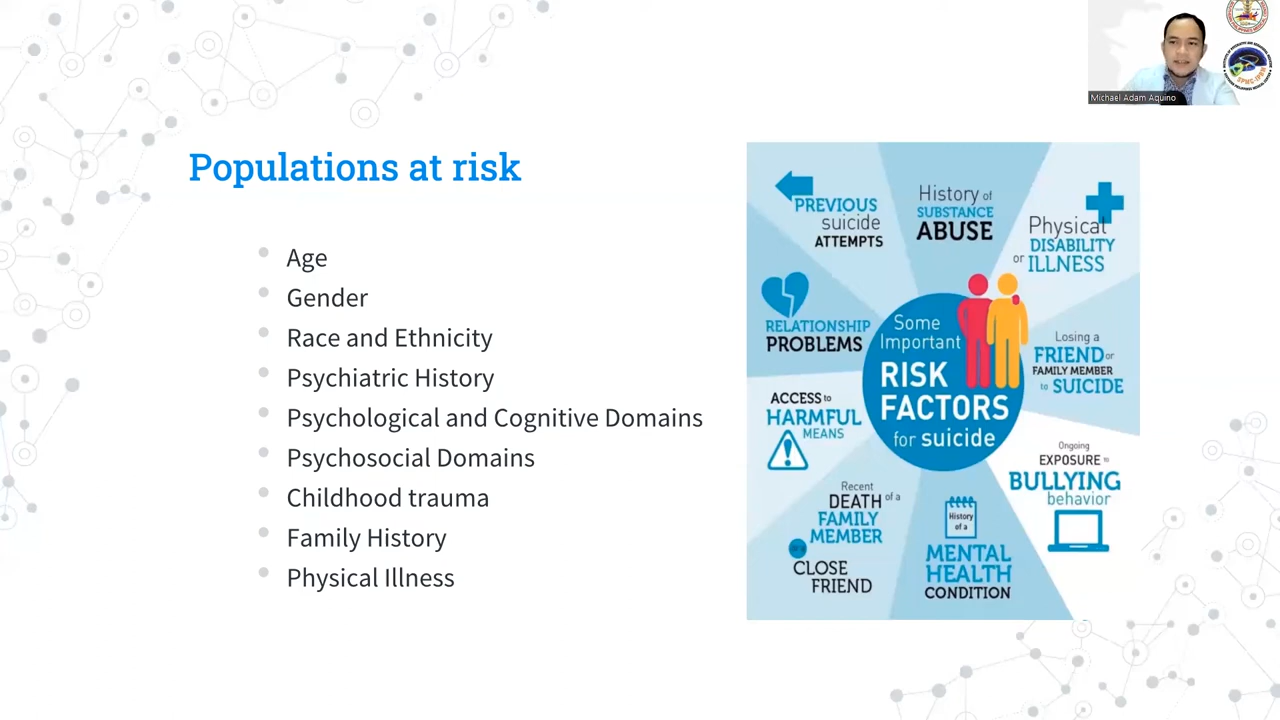 Michael Adam Aquino
Populations at risk
Age
Gender
Race and Ethnicity
Psychiatric History
Psychological and Cognitive Domains
Psychosocial Domains
Childhood trauma
Family History
Physical Illness
PREVIOUS
suicide
ATTEMPTS
History of
SUBSTANCE
ABUSE
Physical
DISABILITY
or ILLNESS
RELATIONSHIP
PROBLEMS
Some
Important
RISK
FACTORS
for suicide
Losing a
FRIEND or
FAMILY MEMBER
to SUICIDE
ACCESS to
HARMFUL
MEANS
Ongoing
EXPOSURE to
BULLYING
behavior
Recent
DEATH of a
FAMILY
MEMBER
CLOSE
FRIEND
History
of a
MENTAL
HEALTH
CONDITION